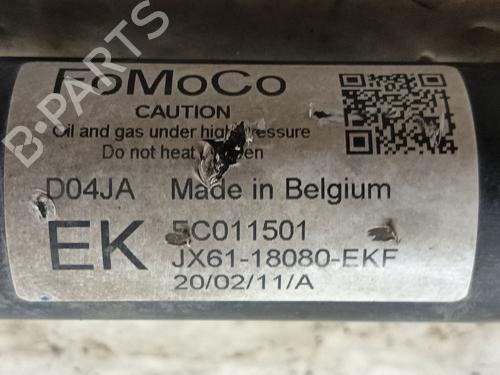 FoMoCo
CAUTION
Oil and gas under high pressure
Do not heat
D04JA Made in Belgium
EK
5C011501
JX61-18080-EKF
20/02/11/A
B-PARTS